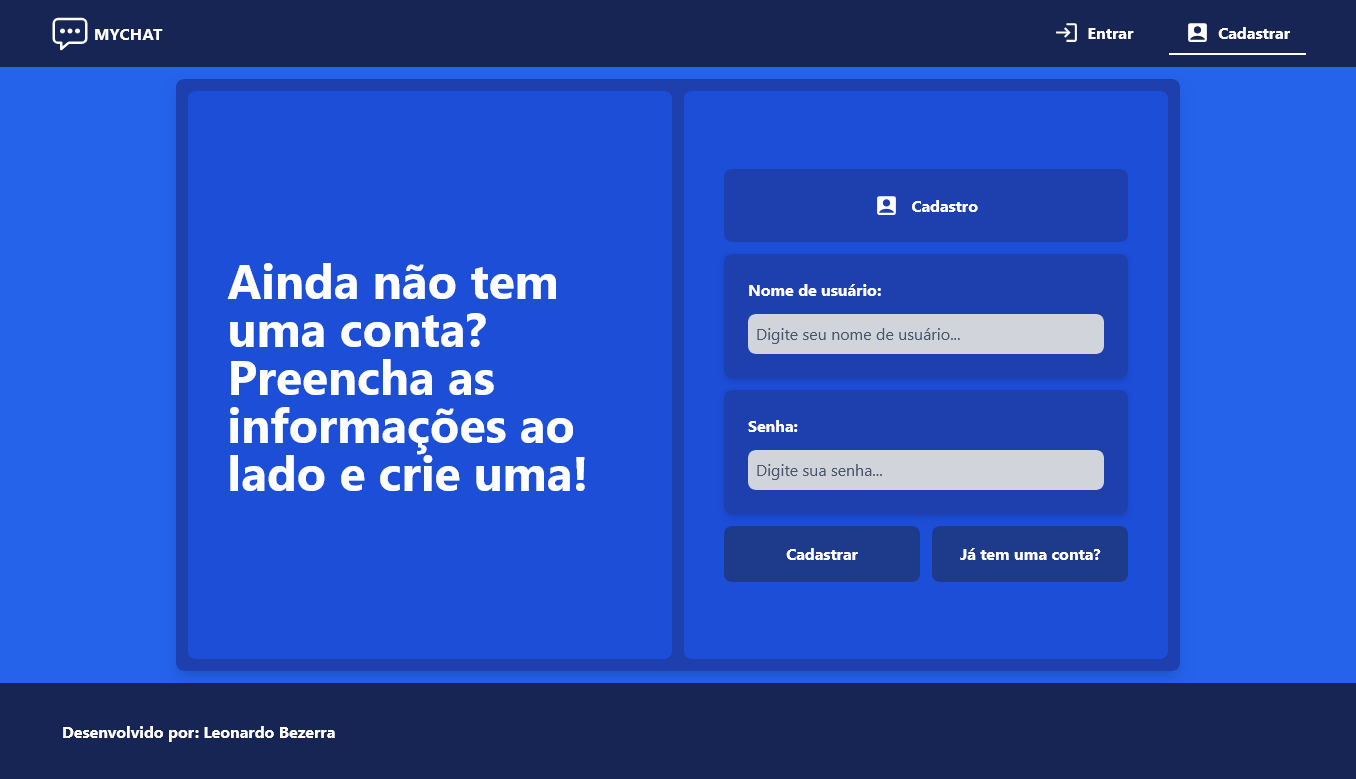 MYCHAT
Entrar
Cadastrar
Ainda não tem
uma conta?
Preencha as
informações ao
lado e crie uma!
Cadastro
Nome de usuário:
Digite seu nome de usuário...
Senha:
Digite sua senha...
Cadastrar
Já tem uma conta?
Desenvolvido por: Leonardo Bezerra